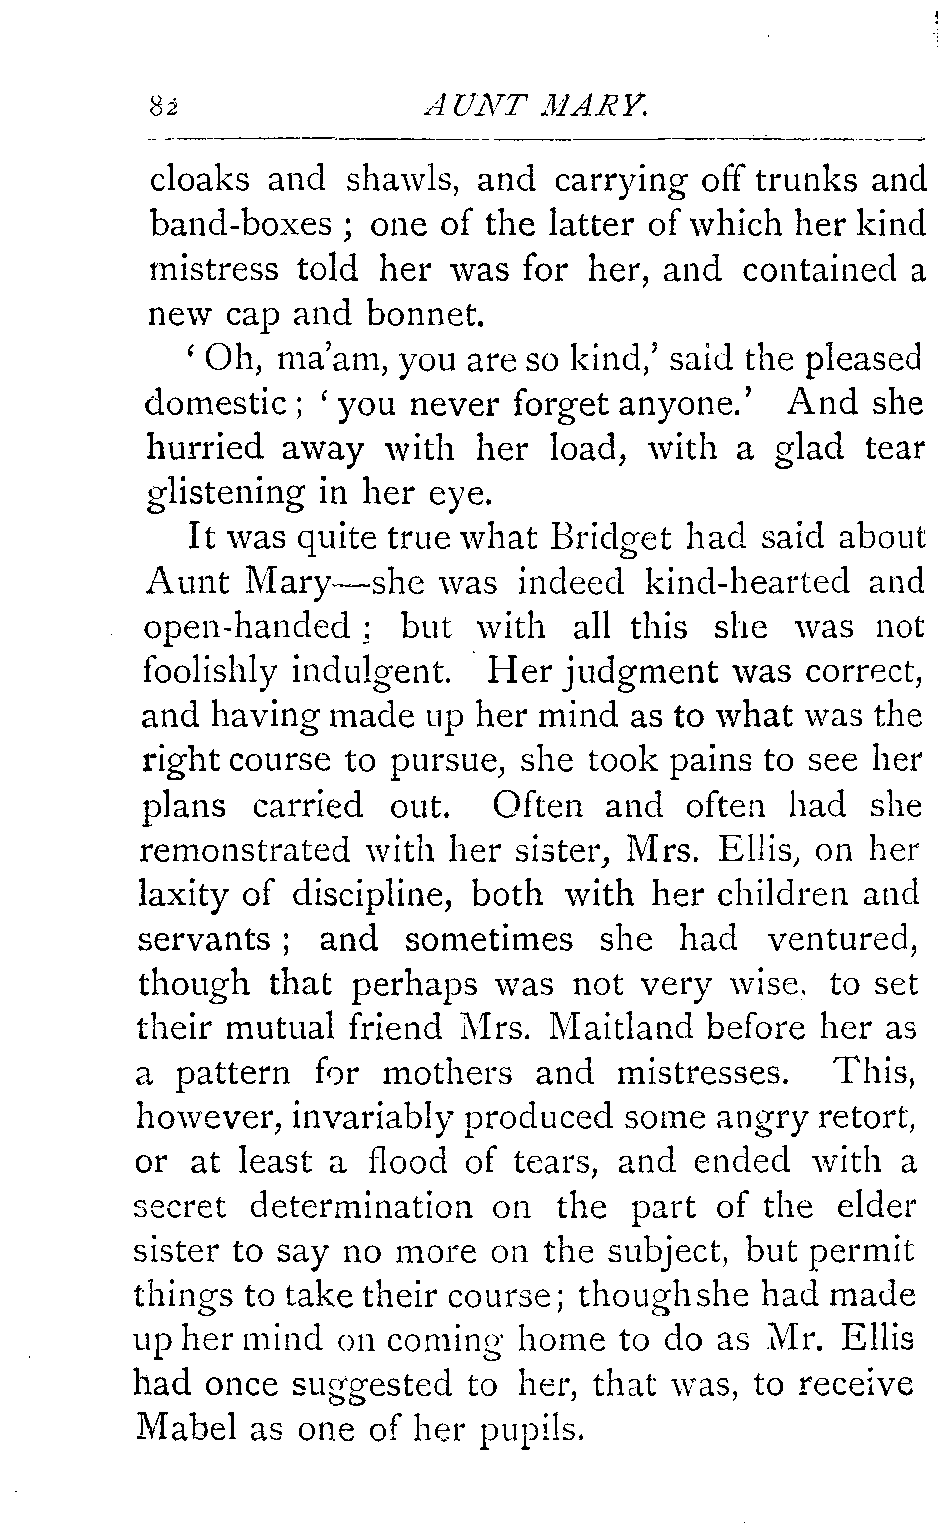 82 AUNT MARY.
cloaks and shawls, and carrying off trunks and
band-boxes ; one of the latter of which her kind
mistress told her was for her, and contained a
new cap and bonnet.
‘ Oh, ma’am, you are so kind,’ said the pleased
domestic ; ‘ you never forget anyone.’ And she
hurried away with her load, with a glad tear
glistening in her eye.
It was quite true what Bridget had said about
Aunt Mary—she was indeed kind-hearted and
open-handed ; but with all this she was not
foolishly indulgent. Her judgment was correct,
and having made up her mind as to what was the
right course to pursue, she took pains to see her
plans carried out. Often and often had she
remonstrated with her sister, Mrs. Ellis, on her
laxity of discipline, both with her children and
servants ; and sometimes she had ventured,
though that perhaps was not very wise, to set
their mutual friend Mrs. Maitland before her as
a pattern for mothers and mistresses. This,
however, invariably produced some angry retort,
or at least a flood of tears, and ended with a
secret determination on the part of the elder
sister to say no more on the subject, but permit
things to take their course; though she had made
up her mind on coming home to do as Mr. Ellis
had once suggested to her, that was, to receive
Mabel as one of her pupils.